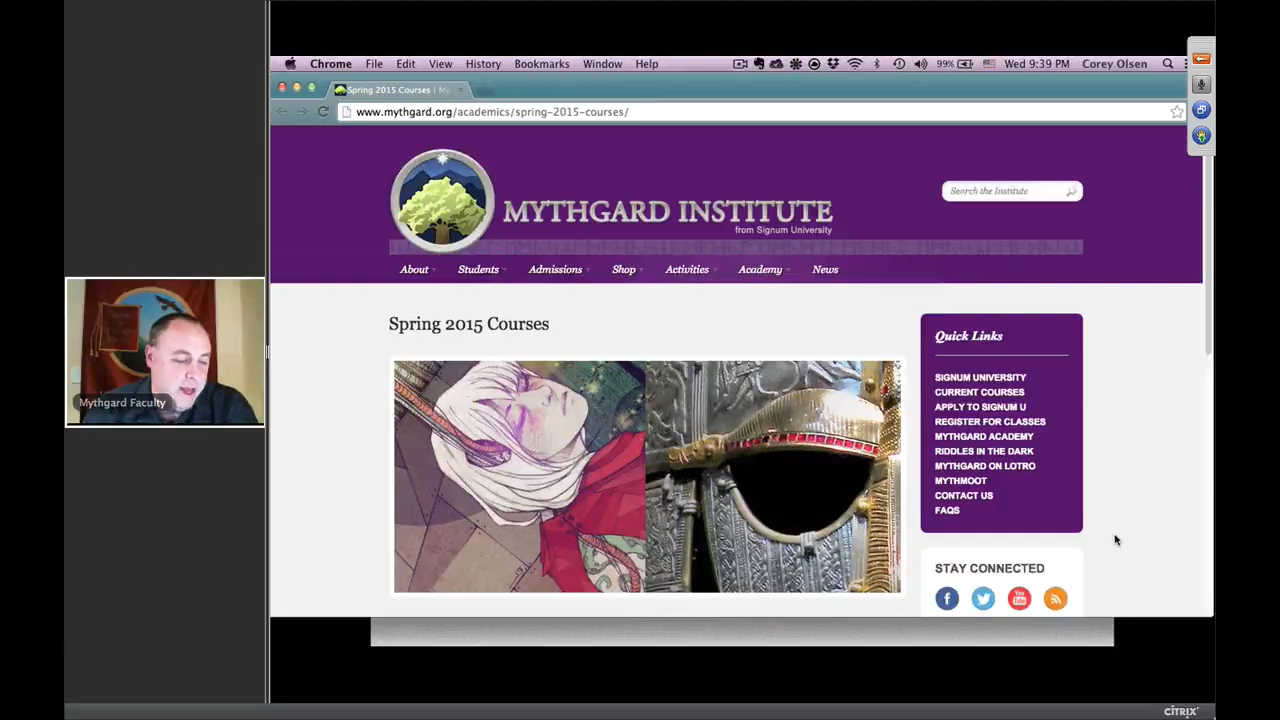 Chrome File Edit View History Bookmarks Window Help 99% Wed 9:39 PM Corey Olsen
Spring 2015 Courses | My
www.mythgard.org/academics/spring-2015-courses/
Search the Institute
MYTHGARD INSTITUTE
from Signum University
About Students Admissions Shop Activities Academy News
Spring 2015 Courses
Quick Links
SIGNUM UNIVERSITY
CURRENT COURSES
APPLY TO SIGNUM U
REGISTER FOR CLASSES
MYTHGARD ACADEMY
RIDDLES IN THE DARK
MYTHGARD ON LOTRO
MYTHMOOT
CONTACT US
FAQS
STAY CONNECTED
You Tube
Mythgard Faculty
CITRIX